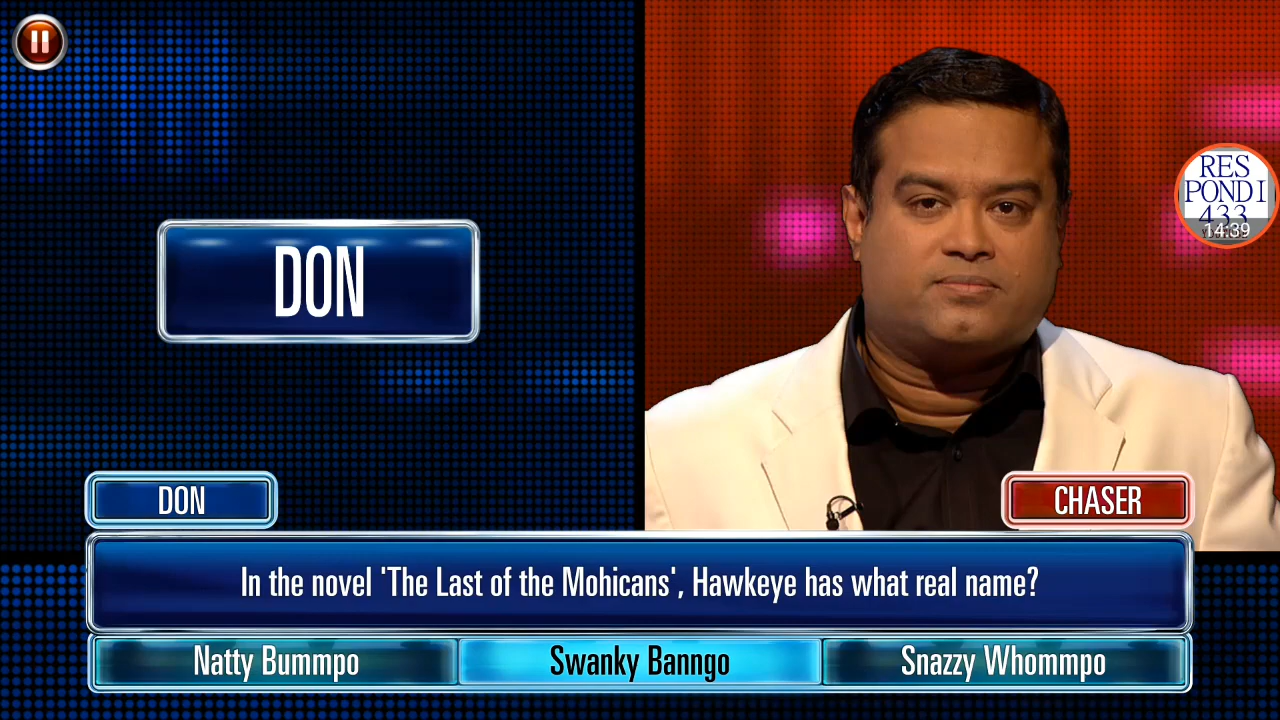 DON
RES
PONDI
433
14:39
DON
CHASER
In the novel 'The Last of the Mohicans', Hawkeye has what real name?
Natty Bummpo
Swanky Banngo
Snazzy Whommpo